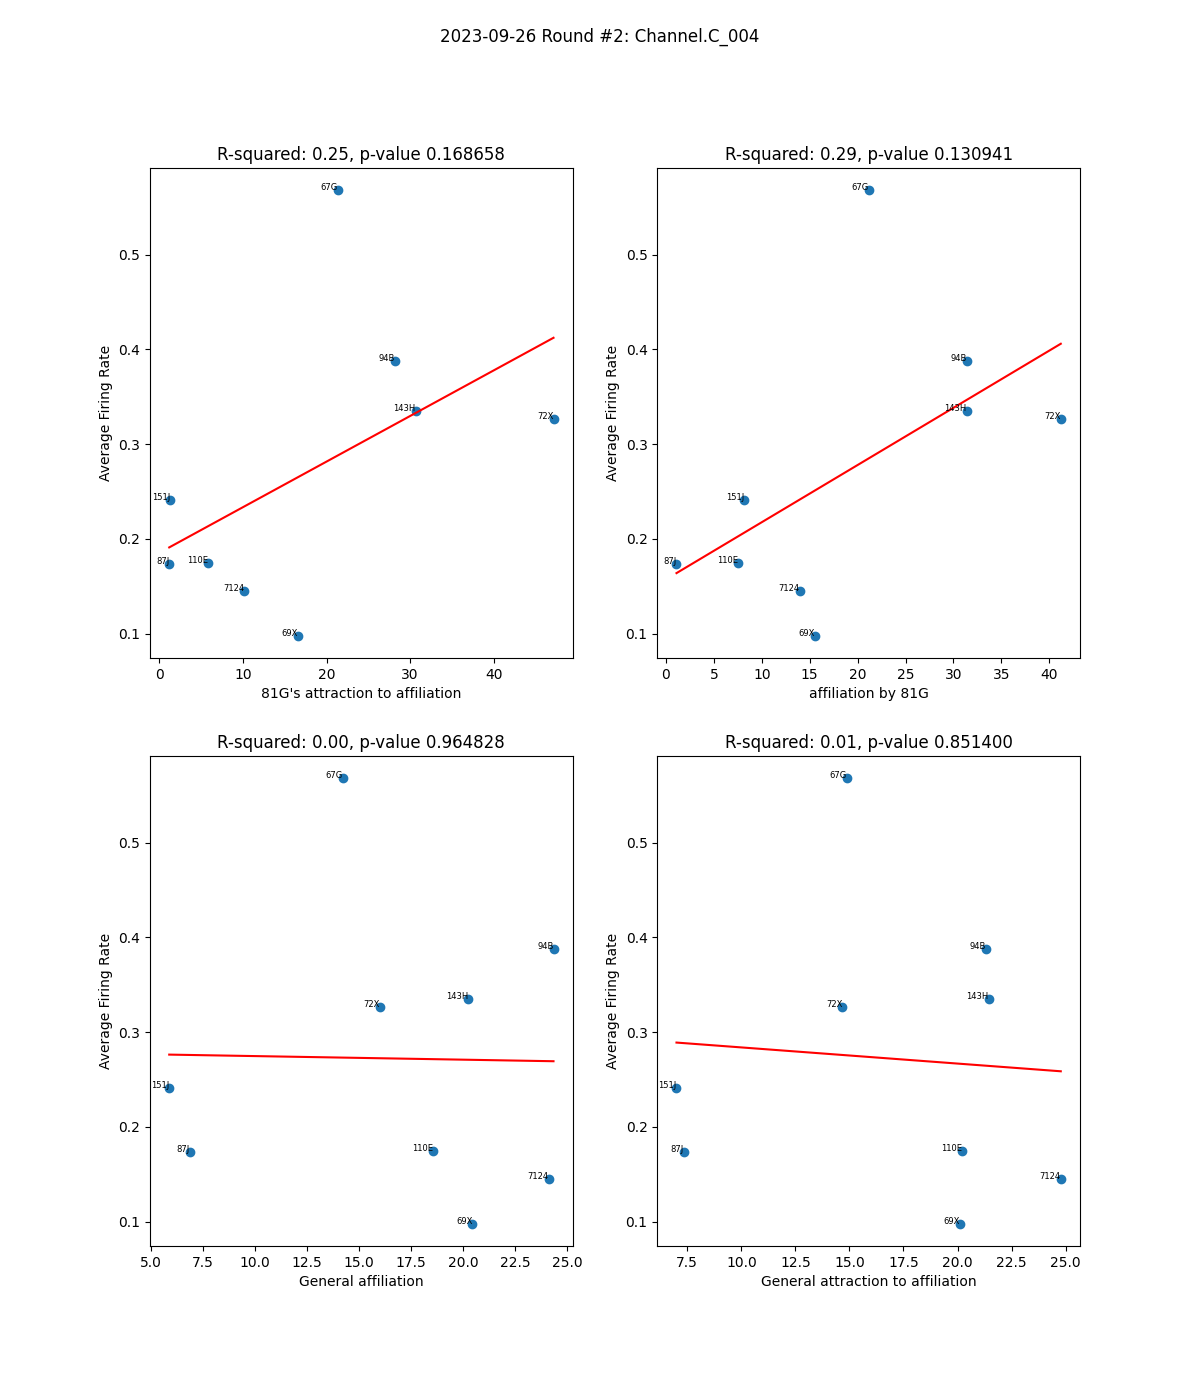 2023-09-26 Round #2: Channel.C_004
R-squared: 0.25, p-value 0.168658
67G
0.5
0.4
94B
143H
72X
Average Firing Rate
0.3
151J
0.2
87J
110E
7124
69X
0.1
0 10 20 30 40
81G's attraction to affiliation
R-squared: 0.29, p-value 0.130941
67G
0.5
0.4
94B
143H
72X
Average Firing Rate
0.3
151J
0.2
87J
110E
7124
69X
0.1
0 5 10 15 20 25 30 35 40
affiliation by 81G
R-squared: 0.00, p-value 0.964828
67G
0.5
0.4
94B
143H
72X
Average Firing Rate
0.3
151J
0.2
87J
110E
7124
69X
0.1
5.0 7.5 10.0 12.5 15.0 17.5 20.0 22.5 25.0
General affiliation
R-squared: 0.01, p-value 0.851400
67G
0.5
0.4
94B
143H
72X
Average Firing Rate
0.3
151J
0.2
87J
110E
7124
69X
0.1
7.5 10.0 12.5 15.0 17.5 20.0 22.5 25.0
General attraction to affiliation